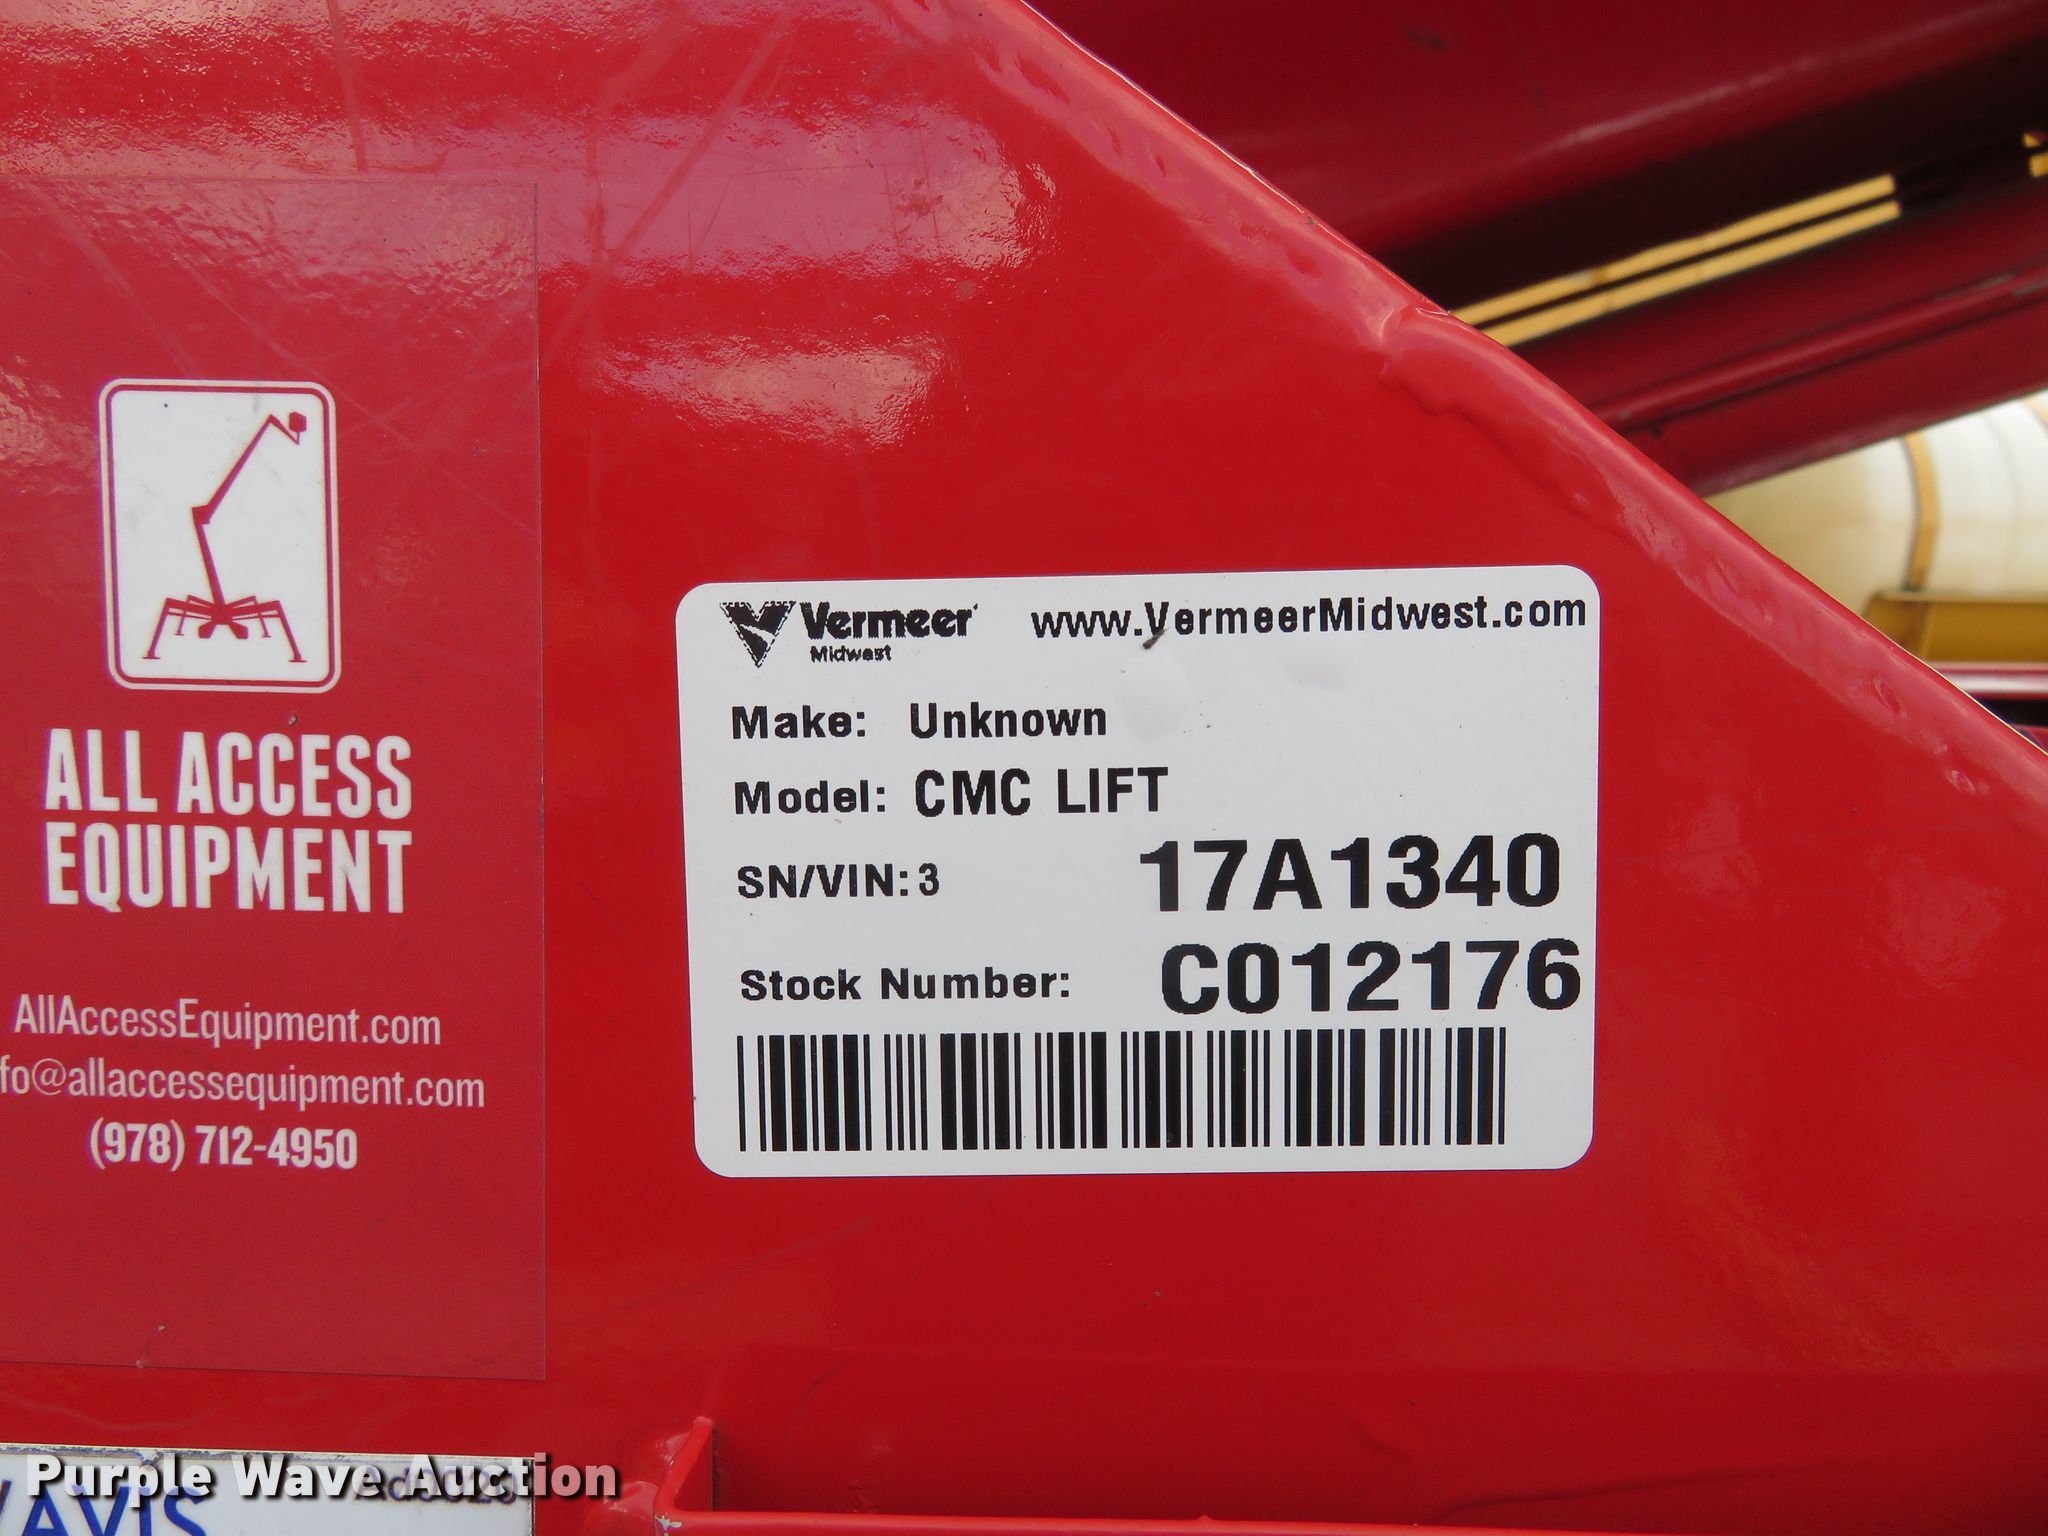 ALL ACCESS
EQUIPMENT
AllAccessEquipment.com
fo@allaccessequipment.com
(978) 712-4950
Vermeer www.VermeerMidwest.com
Midwest
Make: Unknown
Model: CMC LIFT
SN/VIN: 3 17A1340
Stock Number: C012176
Purple Wave Auction
AVIS